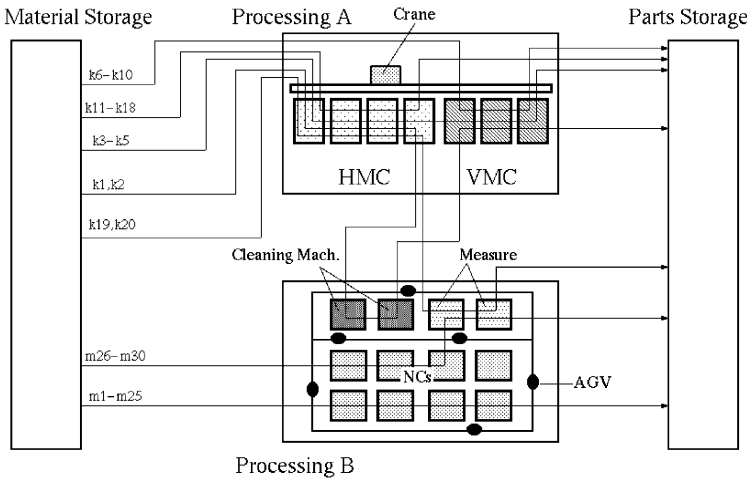 Material Storage
Processing A
Crane
Parts Storage
k6-k10
k11-k18
k3-k5
k1,k2
k19,k20
HMC
VMC
Cleaning Mach.
Measure
m26-m30
NCs
AGV
m1-m25
Processing B